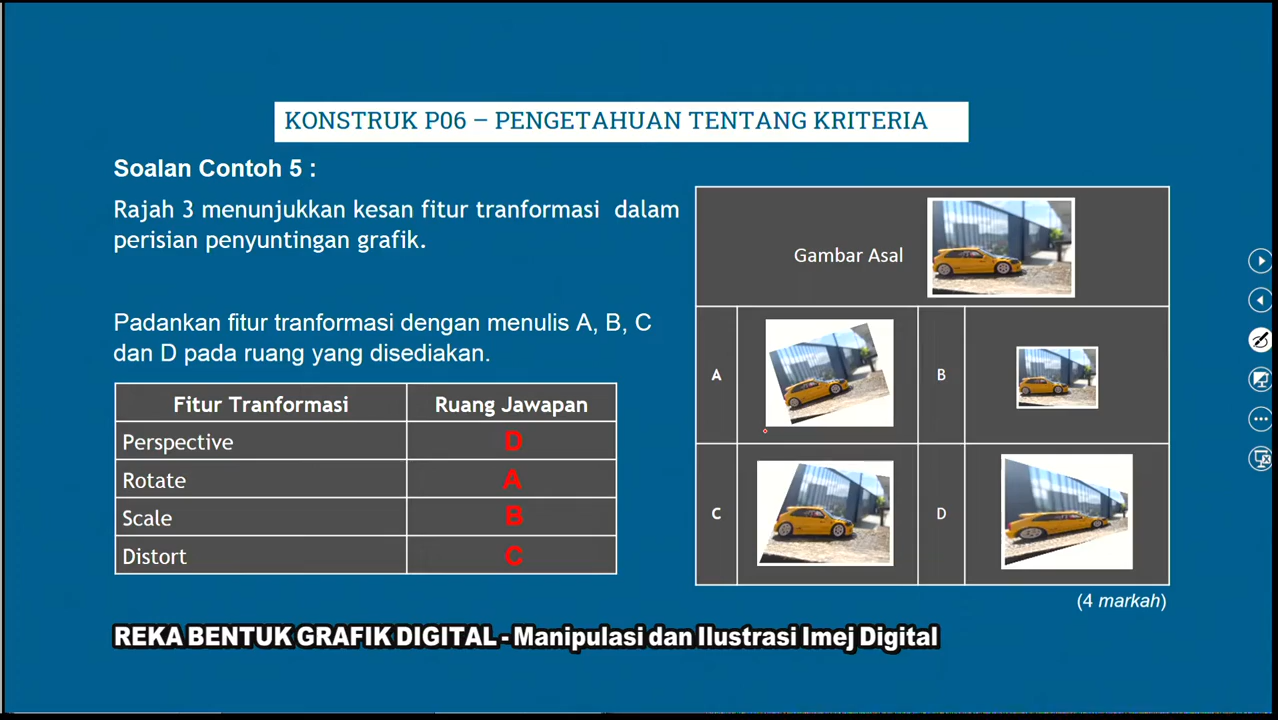 KONSTRUK P06 – PENGETAHUAN TENTANG KRITERIA
Soalan Contoh 5 :
Rajah 3 menunjukkan kesan fitur tranformasi dalam
perisian penyuntingan grafik.
Padankan fitur tranformasi dengan menulis A, B, C
dan D pada ruang yang disediakan.
Fitur Tranformasi Ruang Jawapan
Perspective D
Rotate A
Scale B
Distort C
Gambar Asal
A B
C D
(4 markah)
REKA BENTUK GRAFIK DIGITAL - Manipulasi dan Ilustrasi Imej Digital